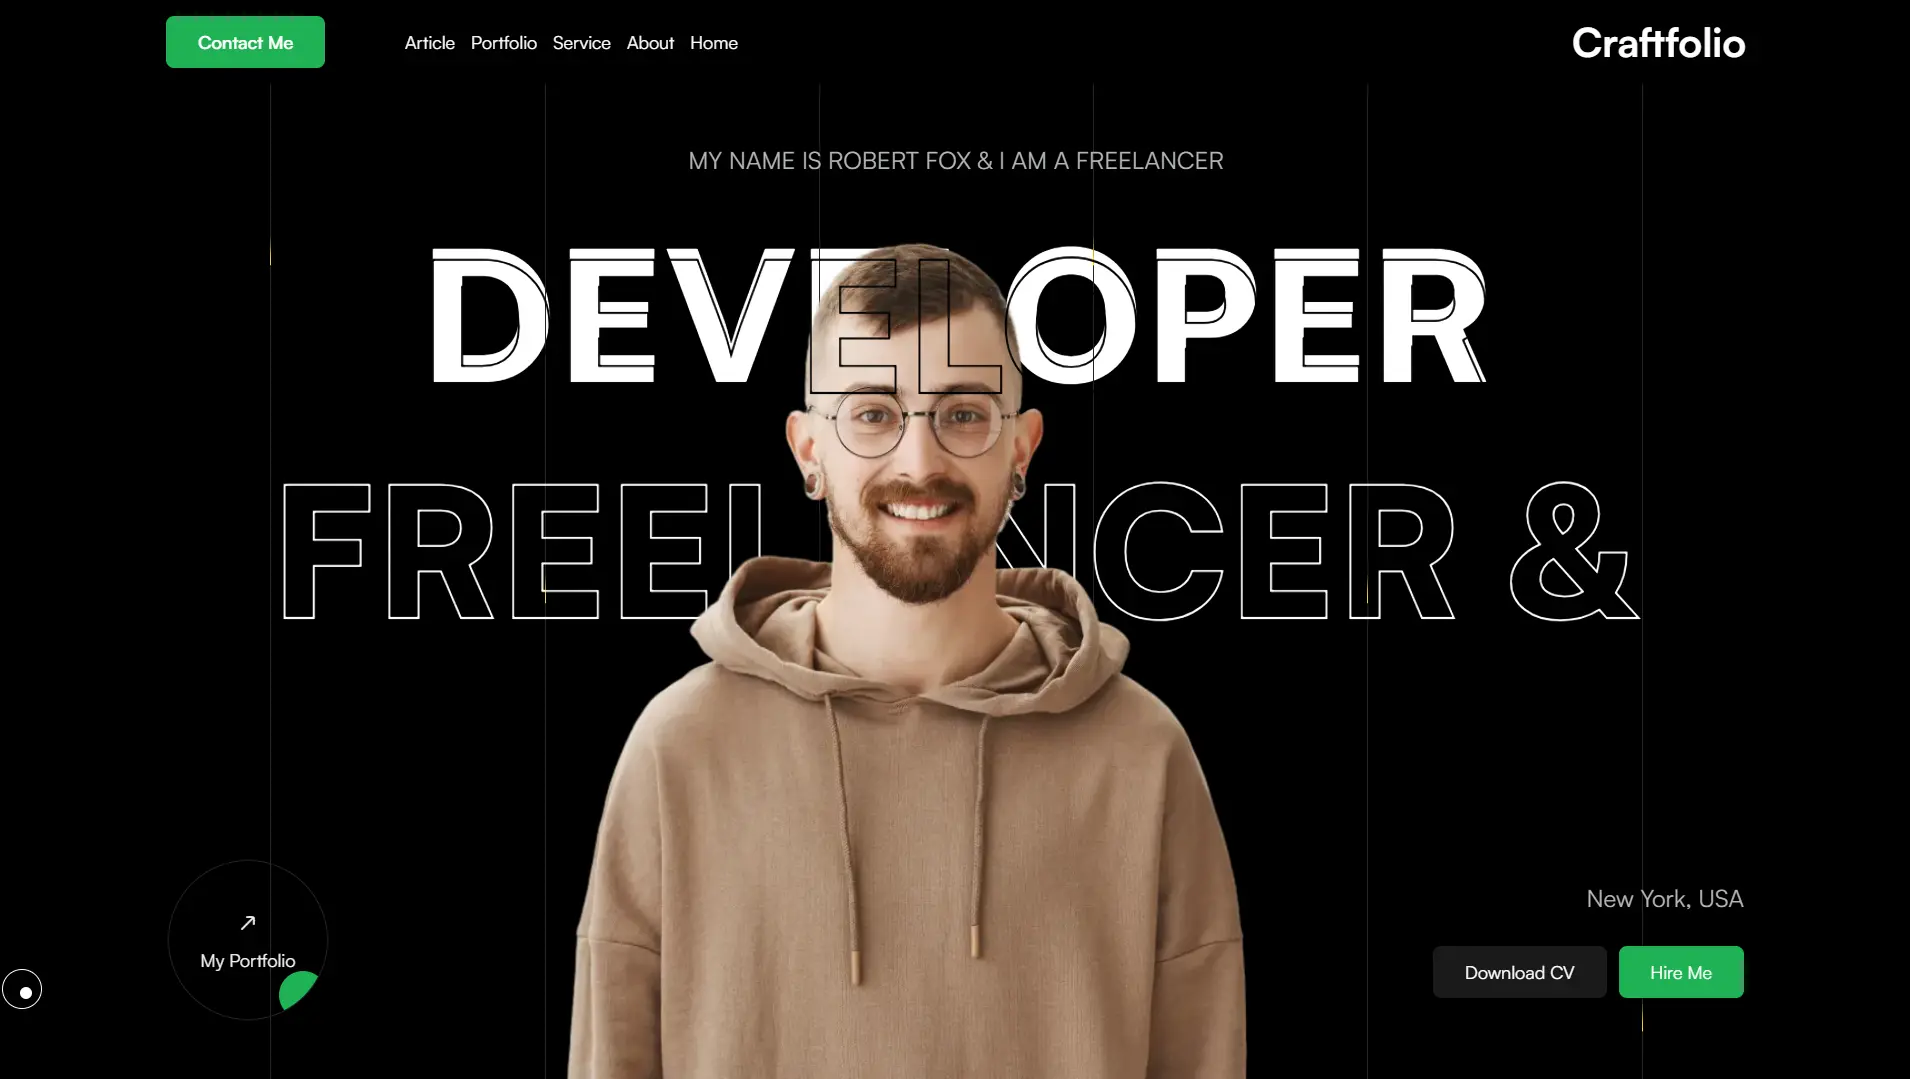 Contact Me
Article Portfolio Service About Home
Craftfolio
MY NAME IS ROBERT FOX & I AM A FREELANCER
DEVELOPER
FREELANCER &
My Portfolio
New York, USA
Download CV
Hire Me